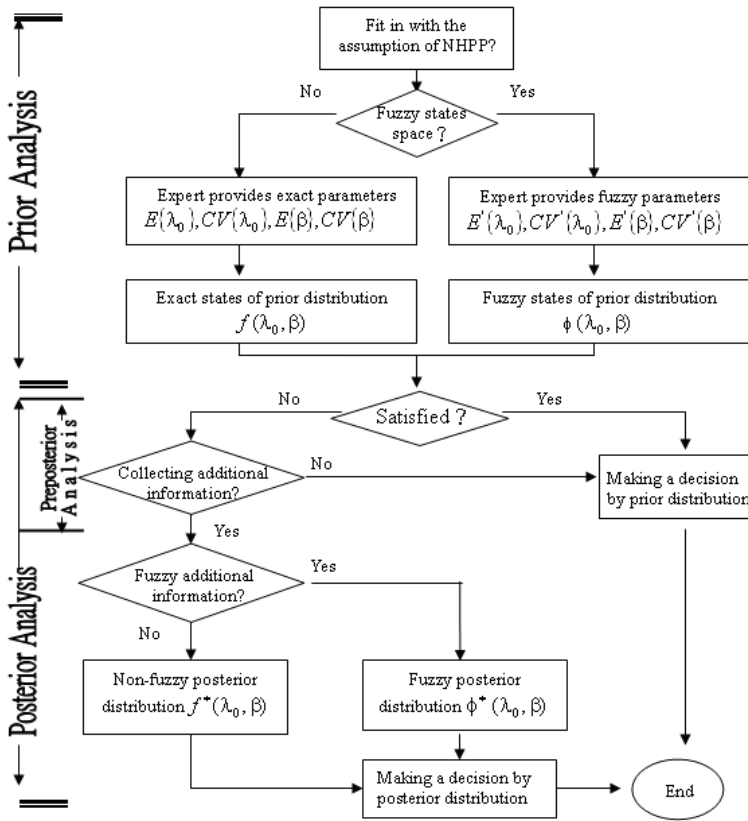 Fit in with the
assumption of NHPP?
No
Yes
Fuzzy states
space?
Prior Analysis
Expert provides exact parameters
E{λ₀},CV{λ₀},E{β},CV{β}
Expert provides fuzzy parameters
E'{λ₀},CV'{λ₀},E'{β},CV'{β}
Exact states of prior distribution
f(λ₀,β)
Fuzzy states of prior distribution
ϕ(λ₀,β)
No
Satisfied?
Yes
Preposterior
Analysis
Collecting additional
information?
No
Making a decision
by prior distribution
Yes
Fuzzy additional
information?
Yes
No
Posterior Analysis
Non-fuzzy posterior
distribution f*(λ₀,β)
Fuzzy posterior
distribution ϕ*(λ₀,β)
Making a decision by
posterior distribution
End